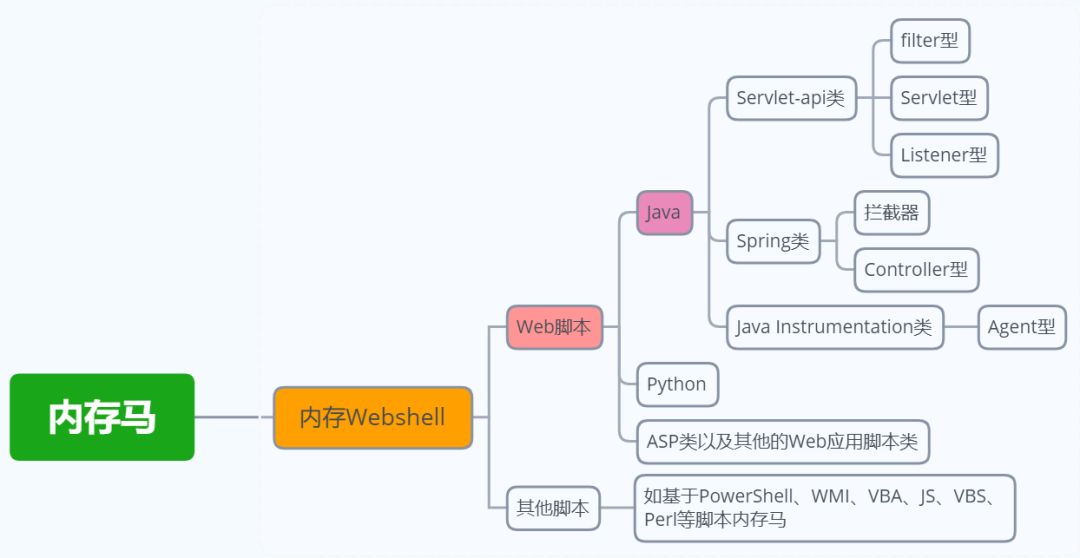 内存马
内存Webshell
Web脚本
Java
Servlet-api类
filter型
Servlet型
Listener型
Spring类
拦截器
Controller型
Java Instrumentation类
Agent型
Python
ASP类以及其他的Web应用脚本类
其他脚本
如基于PowerShell、WMI、VBA、JS、VBS、
Perl等脚本内存马